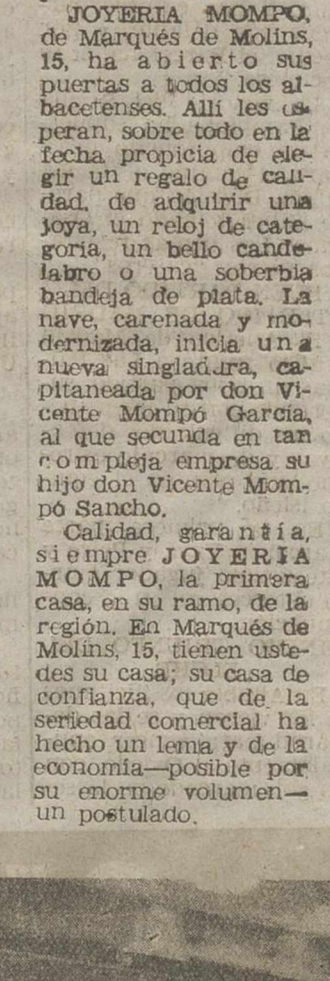 JOYERIA MOMPO,
de Marqués de Molins,
15, ha abierto sus
puertas a todos los al-
bacetenses. Allí les es-
peran, sobre todo en la
fecha propicia de ele-
gir un regalo de cali-
dad, de adquirir una
joya, un reloj de cate-
goría, un bello cande-
labro o una soberbia
bandeja de plata. La
nave, carenada y mo-
dernizada, inicia una
nueva singladura, ca-
pitaneada por don Vi-
cente Mompó García,
al que secunda en tan
compleja empresa su
hijo don Vicente Mom-
pó Sancho.
Calidad, garantía,
siempre JOYERIA
MOMPO, la primera
casa, en su ramo, de la
región. En Marqués de
Molins, 15, tienen uste-
des su casa; su casa de
confianza, que de la
seriedad comercial ha
hecho un lema y de la
economía—posible por
su enorme volumen—
un postulado.